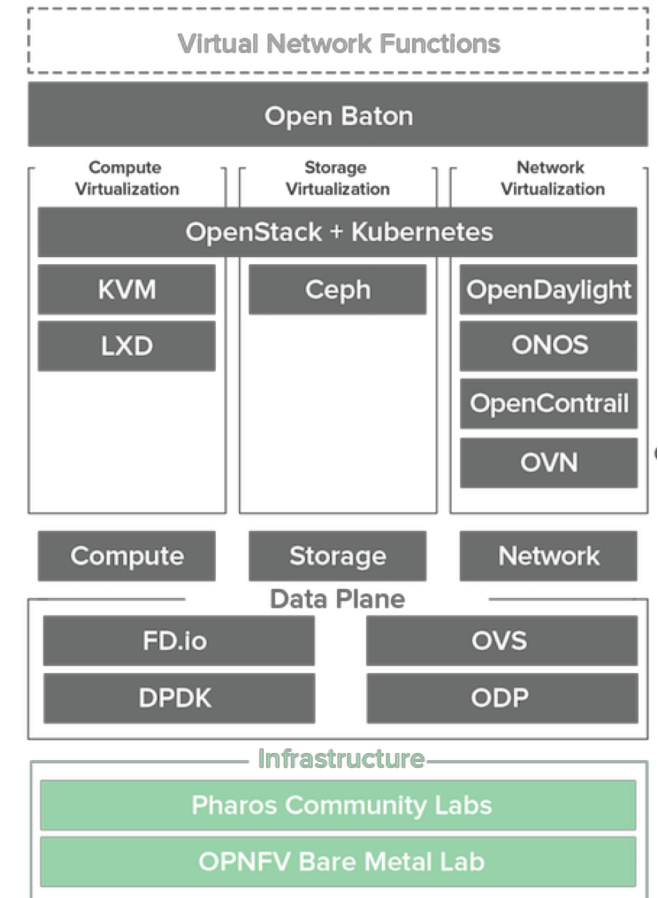 Virtual Network Functions
Open Baton
Compute
Virtualization
Storage
Virtualization
Network
Virtualization
OpenStack + Kubernetes
KVM
Ceph
OpenDaylight
LXD
ONOS
OpenContrail
OVN
Compute
Storage
Network
Data Plane
FD.io
OVS
DPDK
ODP
Infrastructure
Pharos Community Labs
OPNFV Bare Metal Lab